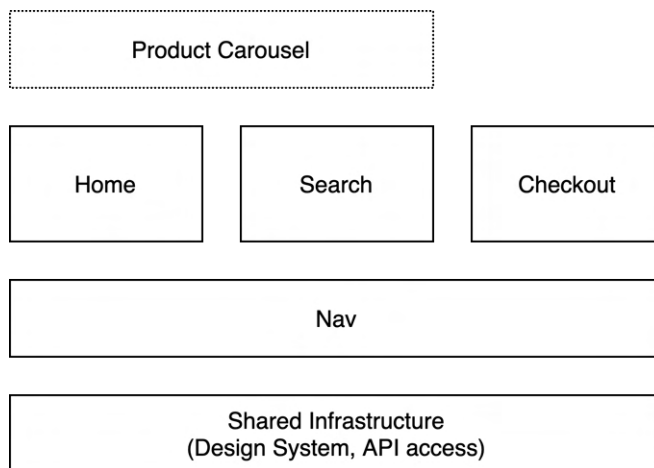 Product Carousel
Home
Search
Checkout
Nav
Shared Infrastructure
(Design System, API access)